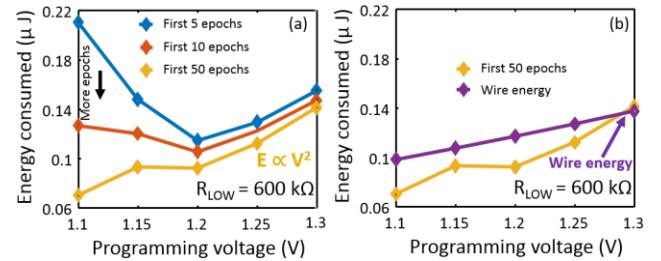 (a)
Energy consumed (μ J)
0.22
0.18
0.14
0.1
0.06
First 5 epochs
First 10 epochs
First 50 epochs
More epochs
E ∝ V²
R_LOW = 600 kΩ
1.1 1.15 1.2 1.25 1.3
Programming voltage (V)
(b)
Energy consumed (μ J)
0.22
0.18
0.14
0.1
0.06
First 50 epochs
Wire energy
Wire energy
R_LOW = 600 kΩ
1.1 1.15 1.2 1.25 1.3
Programming voltage (V)